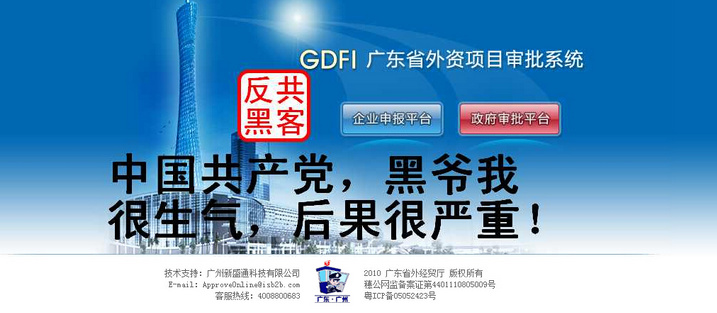 GDFI 广东省外资项目审批系统
反共
黑客
企业申报平台 政府审批平台
中国共产党，黑爷我
很生气，后果很严重！
技术支持：广州新盛通科技有限公司
E-mail：ApproveOnline@isb2b.com
客服热线：4008800683
广东·广州
2010 广东省外经贸厅 版权所有
穗公网监备案证第4401110805009号
粤ICP备05052423号